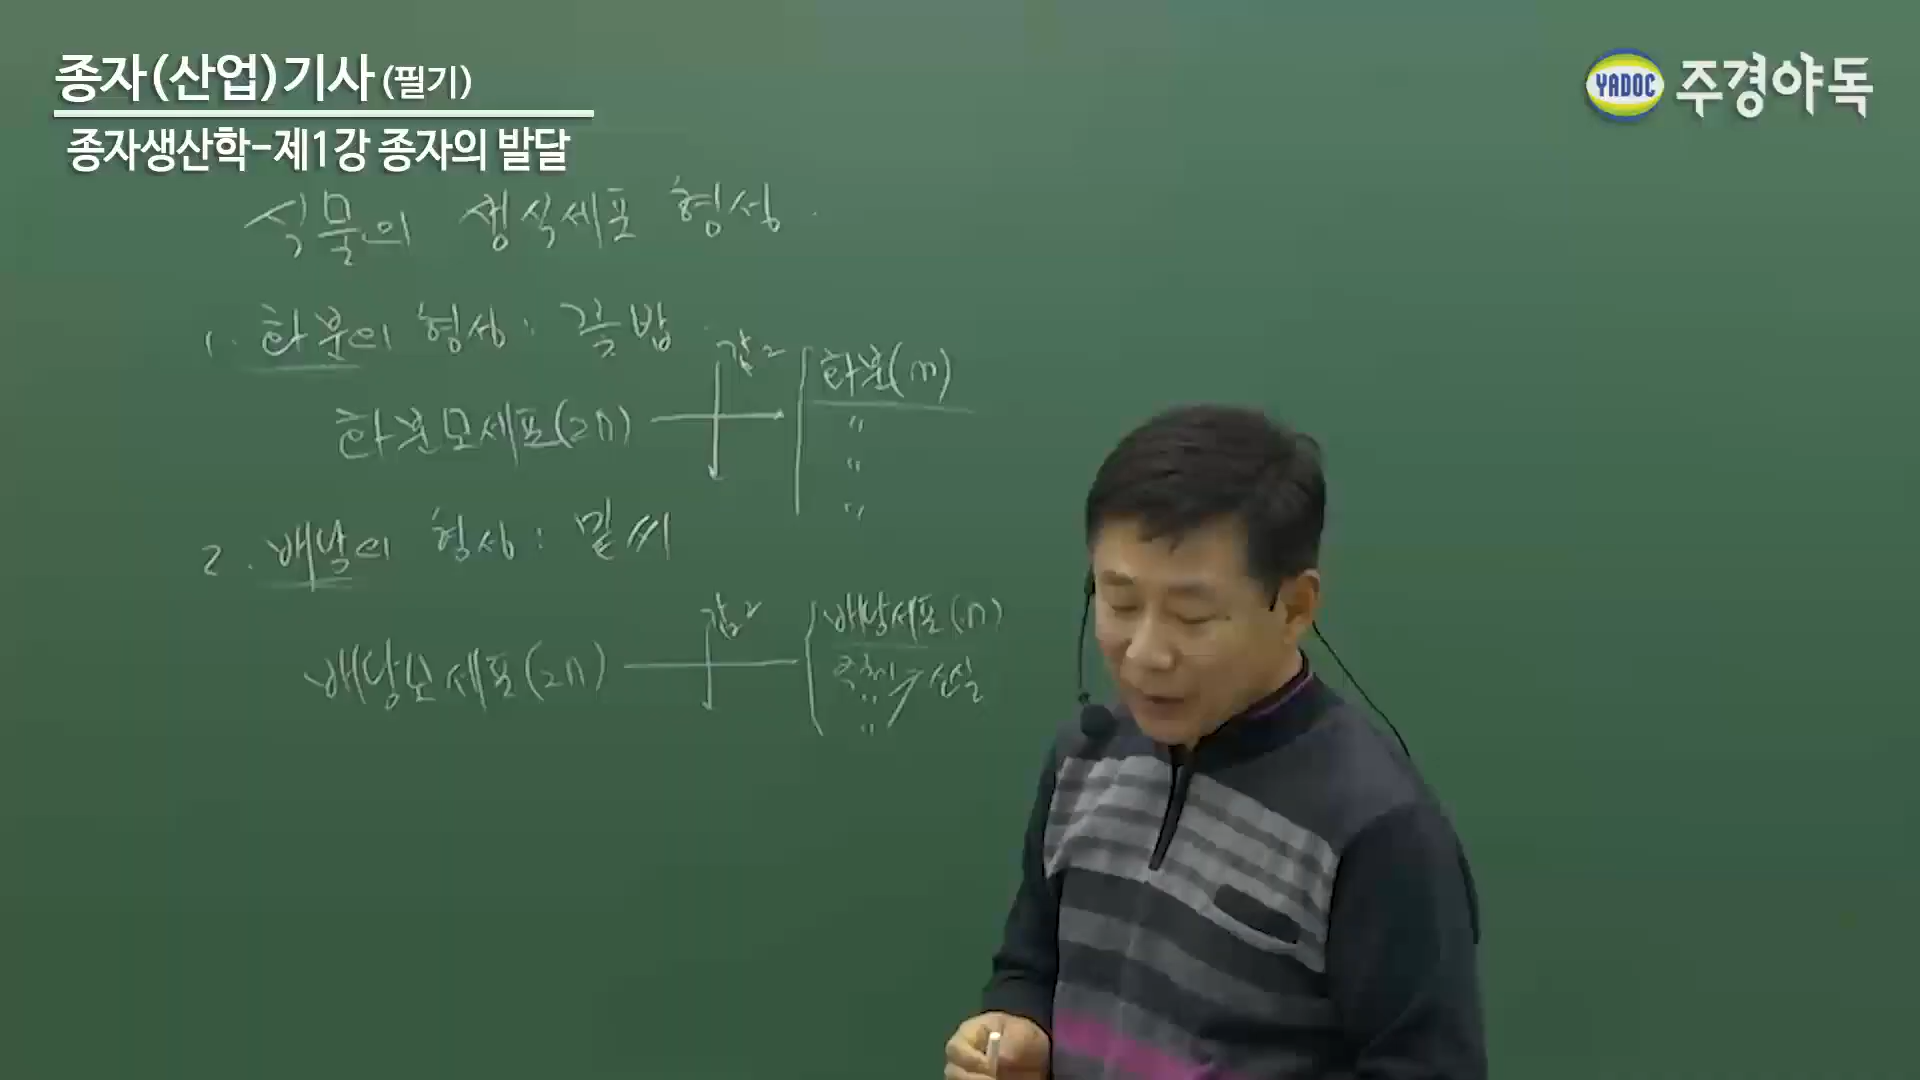 종자(산업)기사 (필기)
종자생산학-제1강 종자의 발달
YADOC 주경야독
식물의 생식세포 형성
1. 화분의 형성 : 꽃밥
감2
화분(n)
화분모세포(2n)
〃
〃
〃
2. 배낭의 형성 : 밑씨
감2
배낭세포(n)
배낭모세포(2n)
소실
〃
〃